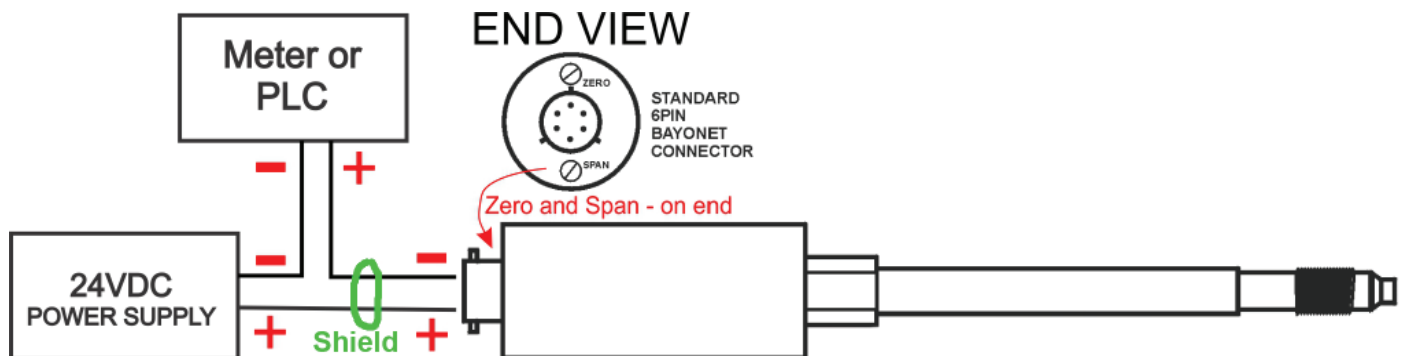 END VIEW
Meter or
PLC
ZERO
STANDARD
6PIN
BAYONET
CONNECTOR
SPAN
- +
Zero and Span - on end
- -
24VDC
POWER SUPPLY
+ +
Shield